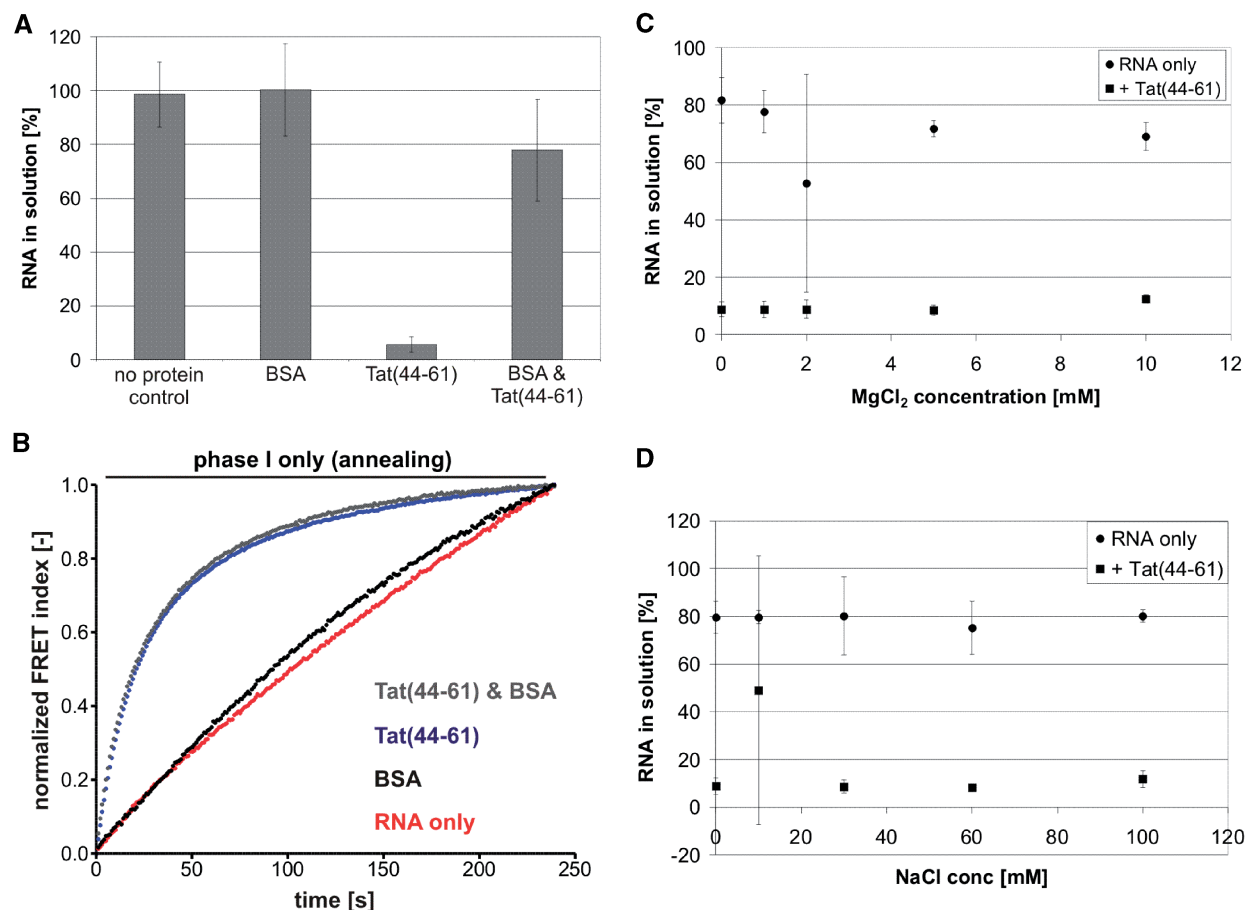 A
RNA in solution [%]
120
100
80
60
40
20
0
no protein
control
BSA
Tat(44-61)
BSA &
Tat(44-61)
B
phase I only (annealing)
normalized FRET index [-]
1.0
0.8
0.6
0.4
0.2
0.0
Tat(44-61) & BSA
Tat(44-61)
BSA
RNA only
0
50
100
150
200
250
time [s]
C
RNA in solution [%]
100
80
60
40
20
0
RNA only
+ Tat(44-61)
0 2 4 6 8 10 12
MgCl₂ concentration [mM]
D
RNA in solution [%]
120
100
80
60
40
20
0
-20
RNA only
+ Tat(44-61)
0 20 40 60 80 100 120
NaCl conc [mM]